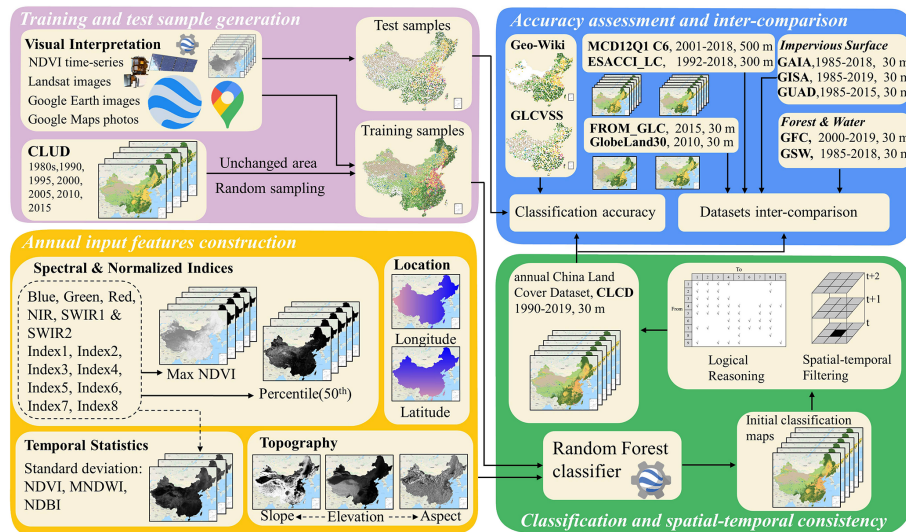 Training and test sample generation
Visual Interpretation
NDVI time-series
Landsat images
Google Earth images
Google Maps photos
Test samples
CLUD
1980s,1990,
1995, 2000,
2005, 2010,
2015
Unchanged area
Random sampling
Training samples
Accuracy assessment and inter-comparison
Geo-Wiki
GLCVSS
MCD12Q1 C6, 2001-2018, 500 m
ESACCI_LC, 1992-2018, 300 m
FROM_GLC, 2015, 30 m
GlobeLand30, 2010, 30 m
Impervious Surface
GAIA,1985-2018, 30 m
GISA,1985-2019, 30 m
GUAD,1985-2015, 30 m
Forest & Water
GFC, 2000-2019, 30 m
GSW, 1985-2018, 30 m
Classification accuracy
Datasets inter-comparison
Annual input features construction
Spectral & Normalized Indices
Blue, Green, Red,
NIR, SWIR1 &
SWIR2
Index1, Index2,
Index3, Index4,
Index5, Index6,
Index7, Index8
Max NDVI
Percentile(50th)
Location
Longitude
Latitude
Temporal Statistics
Standard deviation:
NDVI, MNDWI,
NDBI
Topography
Slope
Elevation
Aspect
annual China Land
Cover Dataset, CLCD
1990-2019, 30 m
To
From
Logical
Reasoning
t+2
t+1
t
Spatial-temporal
Filtering
Random Forest
classifier
Initial classification
maps
Classification and spatial-temporal consistency